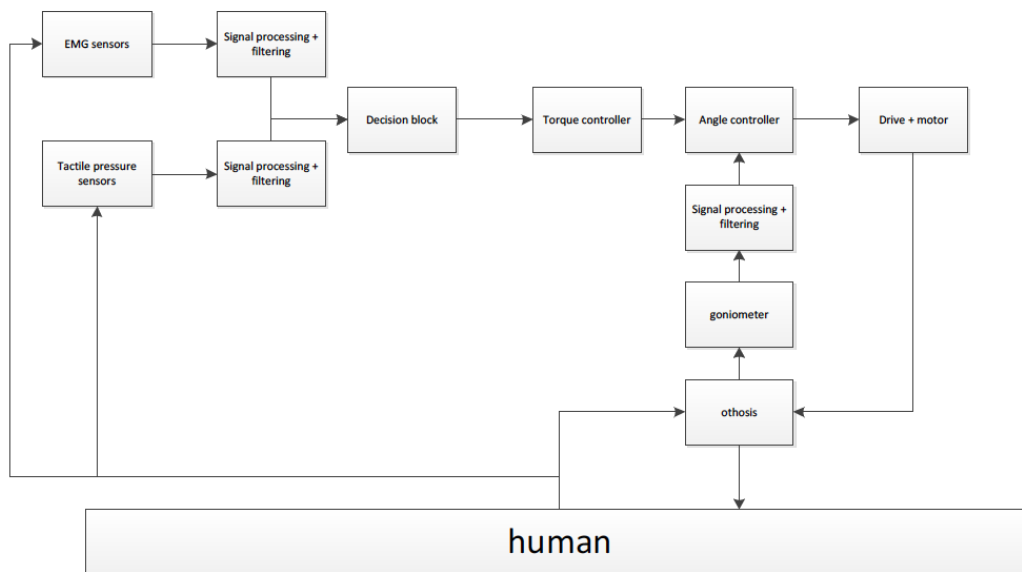 EMG sensors
Signal processing +
filtering
Decision block
Torque controller
Angle controller
Drive + motor
Tactile pressure
sensors
Signal processing +
filtering
Signal processing +
filtering
goniometer
othosis
human